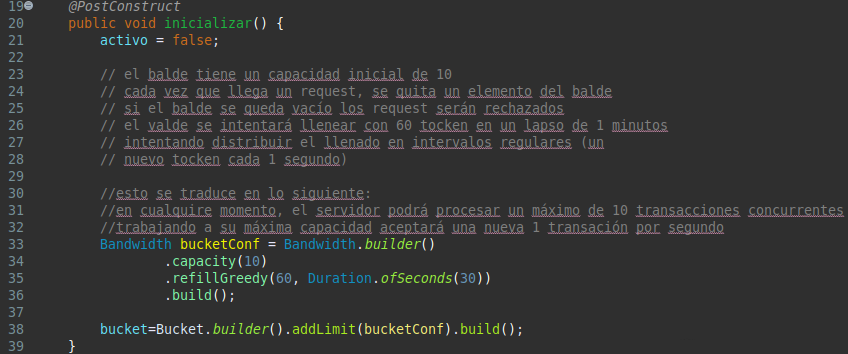 19 @PostConstruct
20 public void inicializar() {
21 activo = false;
22
23 // el balde tiene un capacidad inicial de 10
24 // cada vez que llega un request, se quita un elemento del balde
25 // si el balde se queda vacío los request serán rechazados
26 // el valde se intentará llenear con 60 tocken en un lapso de 1 minutos
27 // intentando distribuir el llenado en intervalos regulares (un
28 // nuevo tocken cada 1 segundo)
29
30 //esto se traduce en lo siguiente:
31 //en cualquire momento, el servidor podrá procesar un máximo de 10 transacciones concurrentes
32 //trabajando a su máxima capacidad aceptará una nueva 1 transación por segundo
33 Bandwidth bucketConf = Bandwidth.builder()
34 .capacity(10)
35 .refillGreedy(60, Duration.ofSeconds(30))
36 .build();
37
38 bucket=Bucket.builder().addLimit(bucketConf).build();
39 }